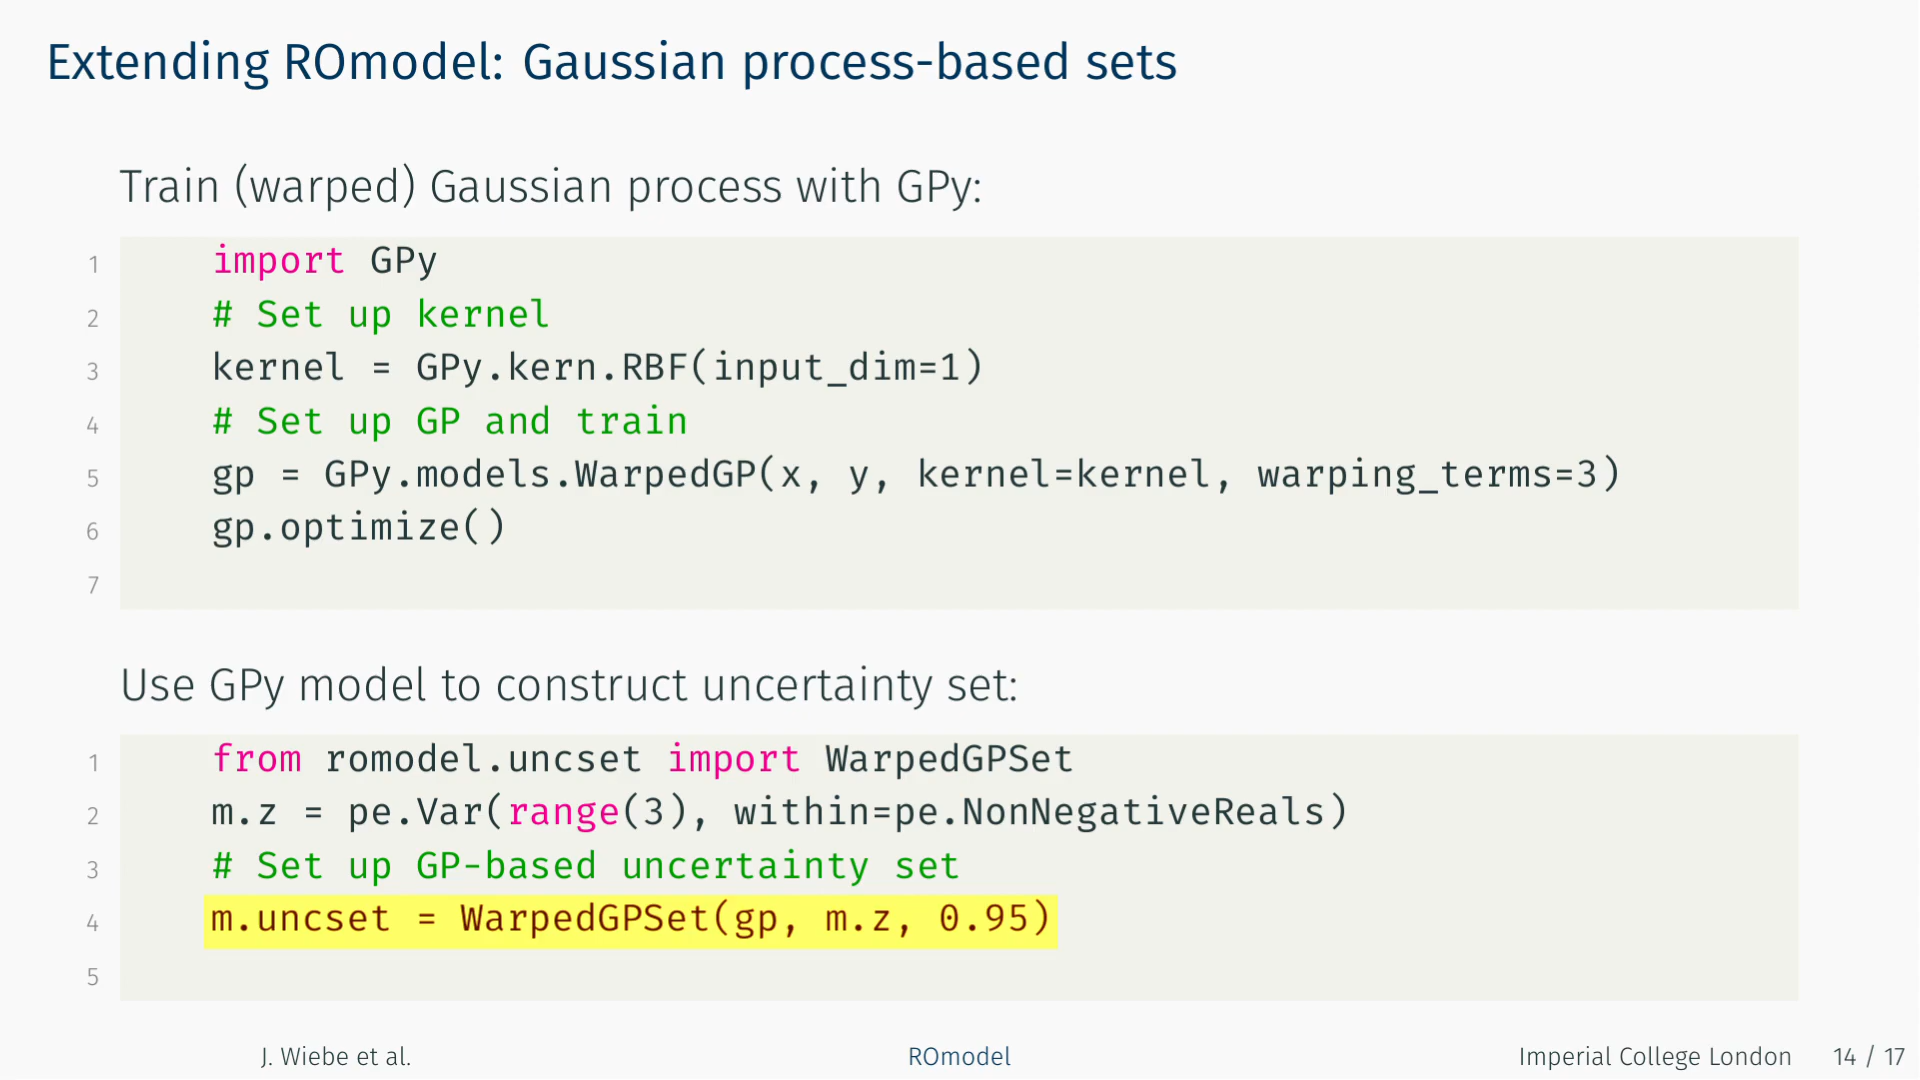 Extending ROmodel: Gaussian process-based sets
Train (warped) Gaussian process with GPy:
1 import GPy
2 # Set up kernel
3 kernel = GPy.kern.RBF(input_dim=1)
4 # Set up GP and train
5 gp = GPy.models.WarpedGP(x, y, kernel=kernel, warping_terms=3)
6 gp.optimize()
7
Use GPy model to construct uncertainty set:
1 from romodel.uncset import WarpedGPSet
2 m.z = pe.Var(range(3), within=pe.NonNegativeReals)
3 # Set up GP-based uncertainty set
4 m.uncset = WarpedGPSet(gp, m.z, 0.95)
5
J. Wiebe et al. ROmodel Imperial College London 14 / 17